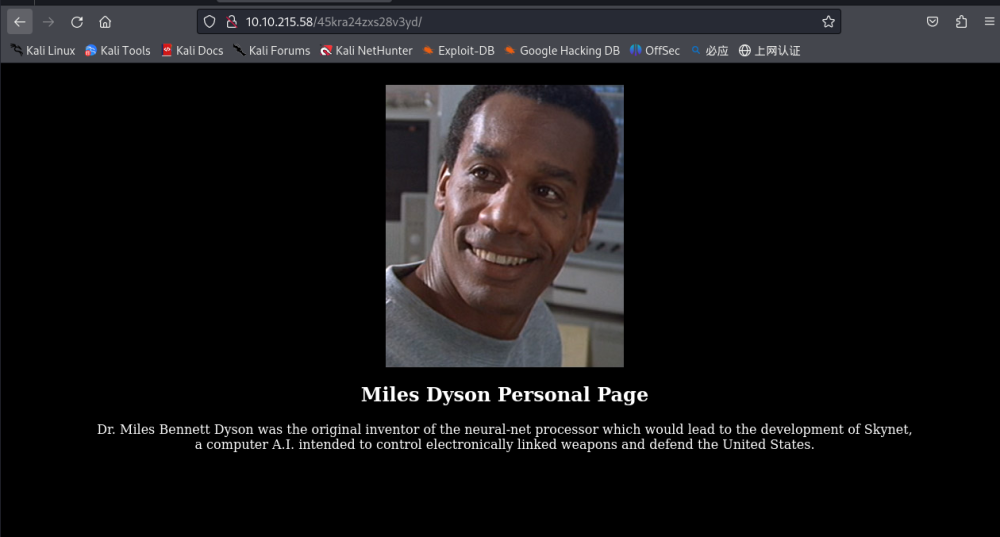 10.10.215.58/45kra24zxs28v3yd/
Kali Linux Kali Tools Kali Docs Kali Forums Kali NetHunter Exploit-DB Google Hacking DB OffSec 必应 上网认证
Miles Dyson Personal Page
Dr. Miles Bennett Dyson was the original inventor of the neural-net processor which would lead to the development of Skynet,
a computer A.I. intended to control electronically linked weapons and defend the United States.